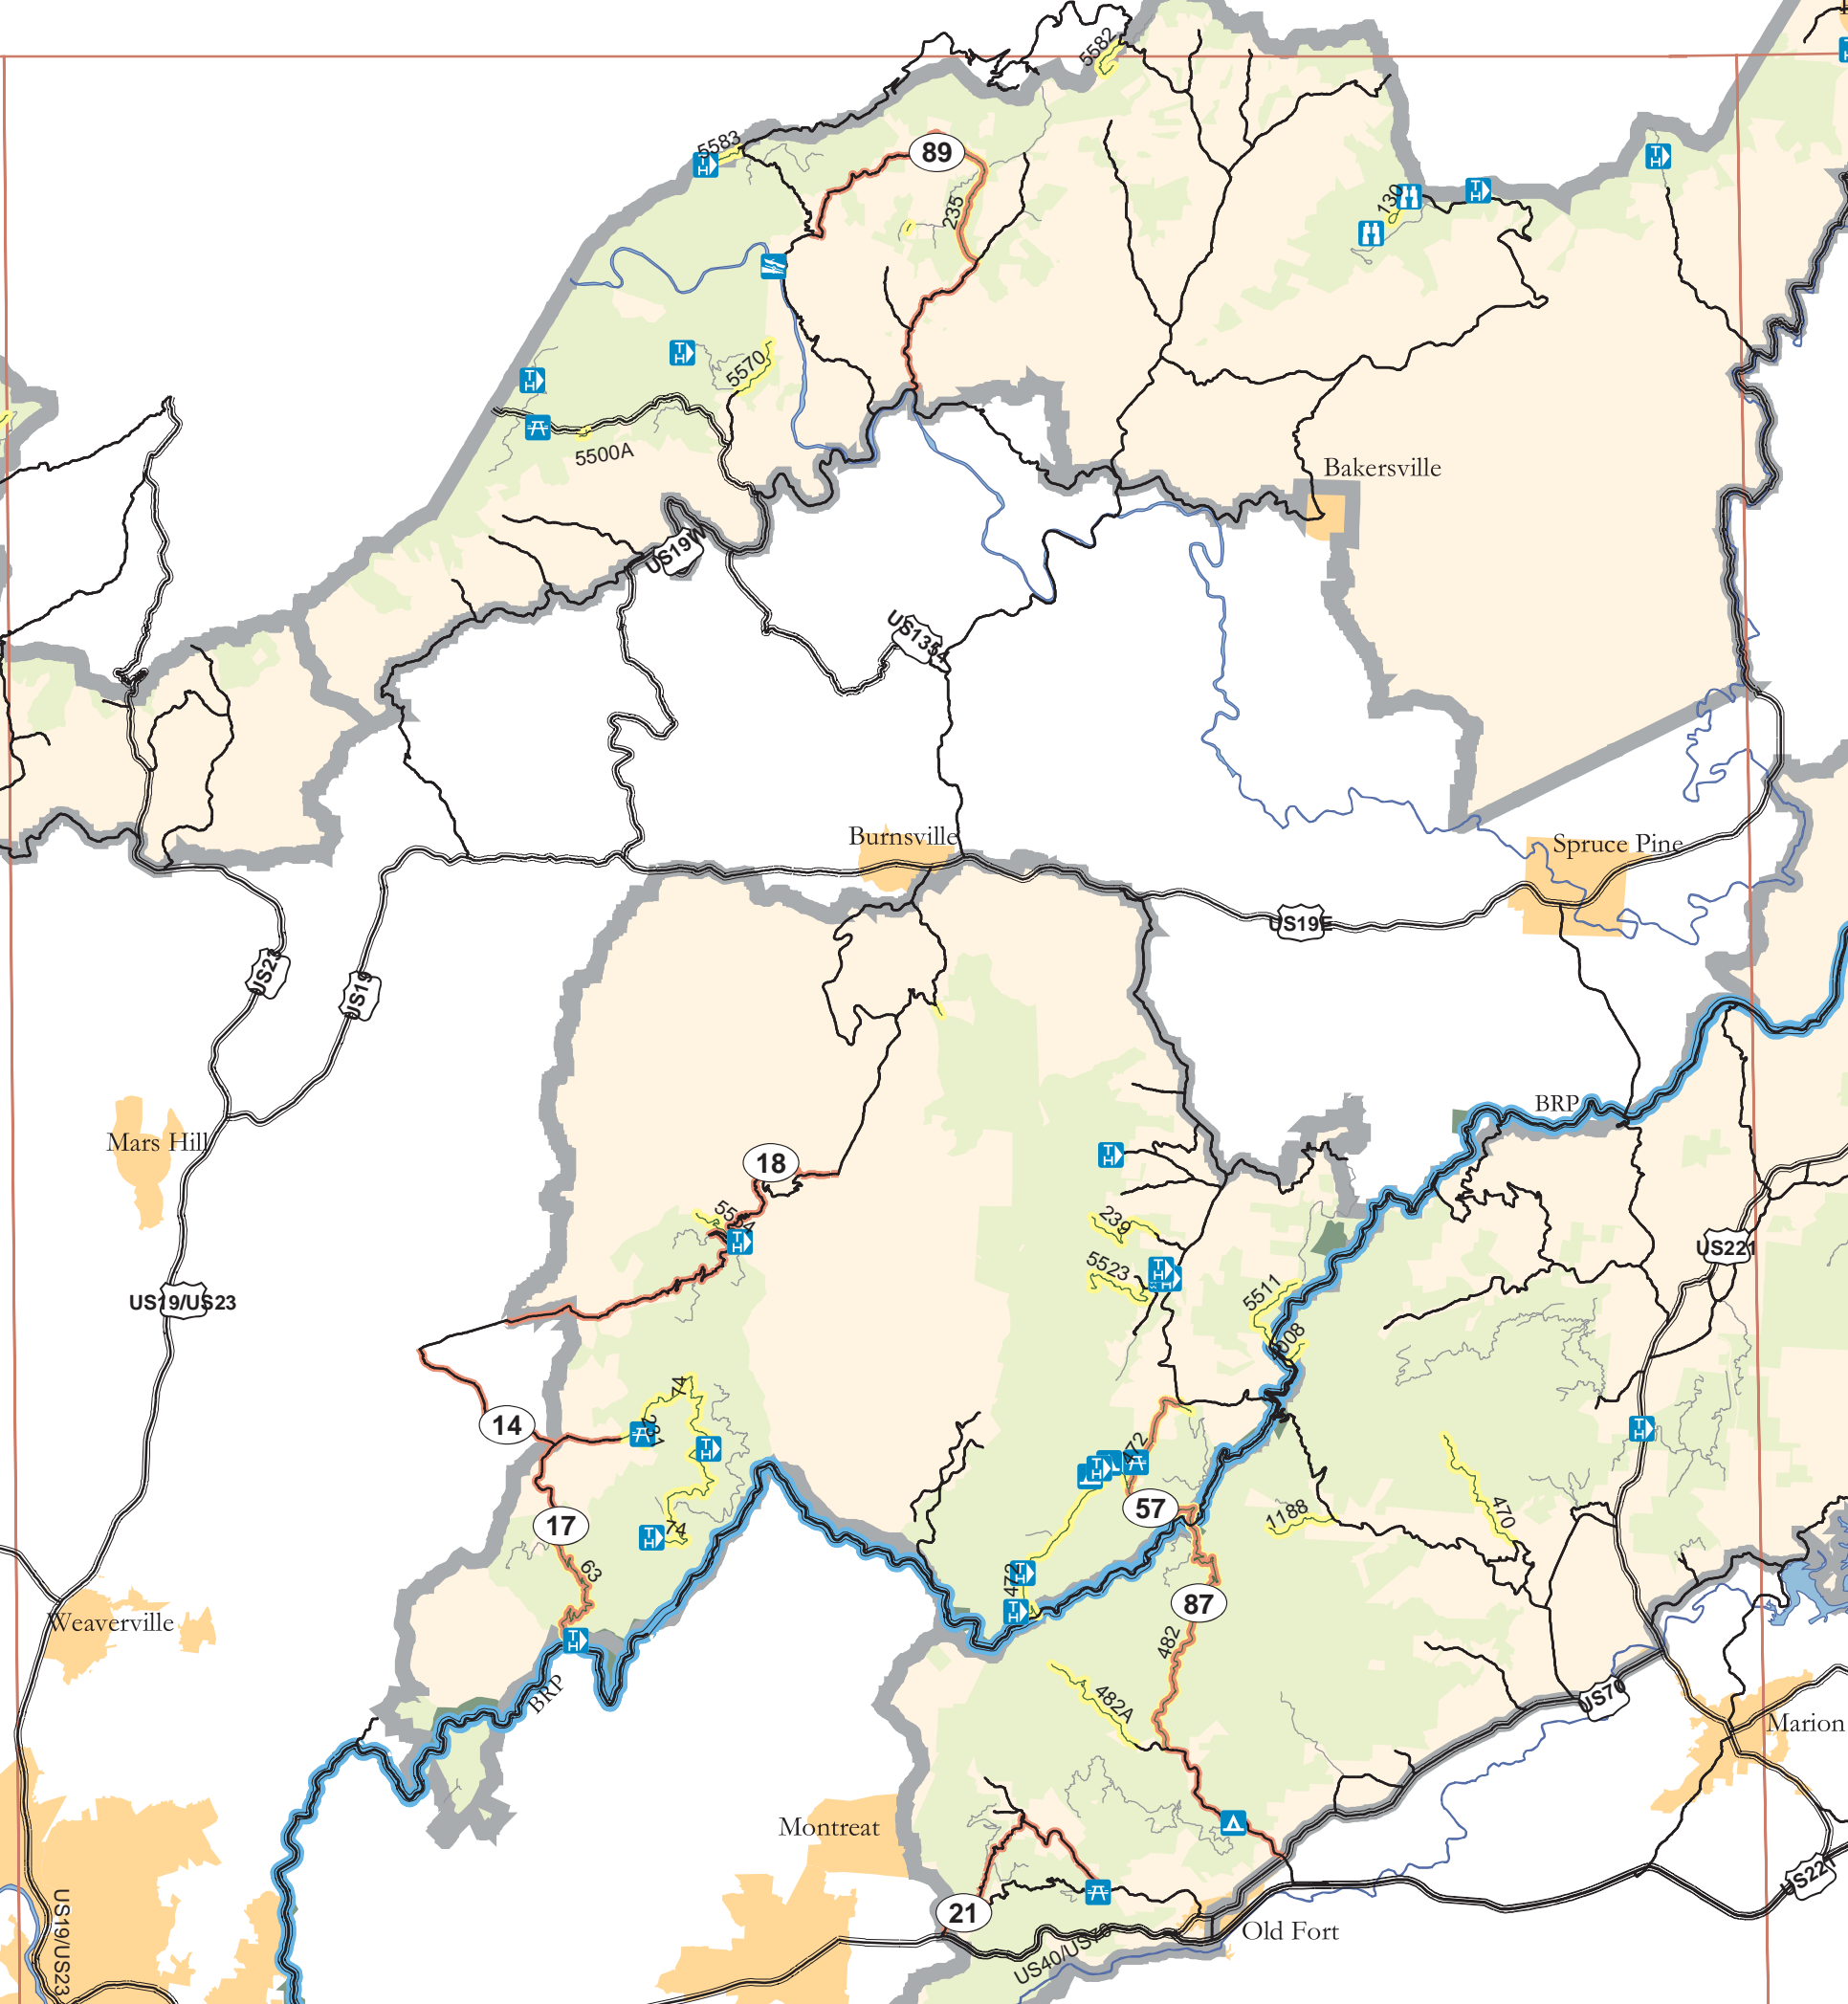 5582
5583
89
130
235
5570
5500A
Bakersville
US19W
US1354
Burnsville
Spruce Pine
US19E
US23
US19
BRP
Mars Hill
18
239
5523
US221
US19/US23
5511
74
14
472
57
470
1188
17
74
63
472
87
Weaverville
482
BRP
482A
US70
Marion
Montreat
US221
US19/US23
21
Old Fort
US40/US70